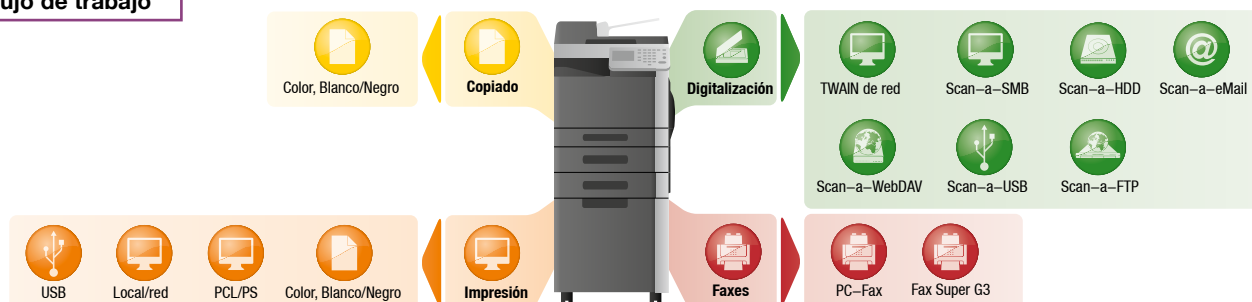 ujo de trabajo
Color, Blanco/Negro
Copiado
Digitalización
TWAIN de red
Scan–a–SMB
Scan–a–HDD
Scan–a–eMail
Scan–a–WebDAV
Scan–a–USB
Scan–a–FTP
USB
Local/red
PCL/PS
Color, Blanco/Negro
Impresión
Faxes
PC–Fax
Fax Super G3